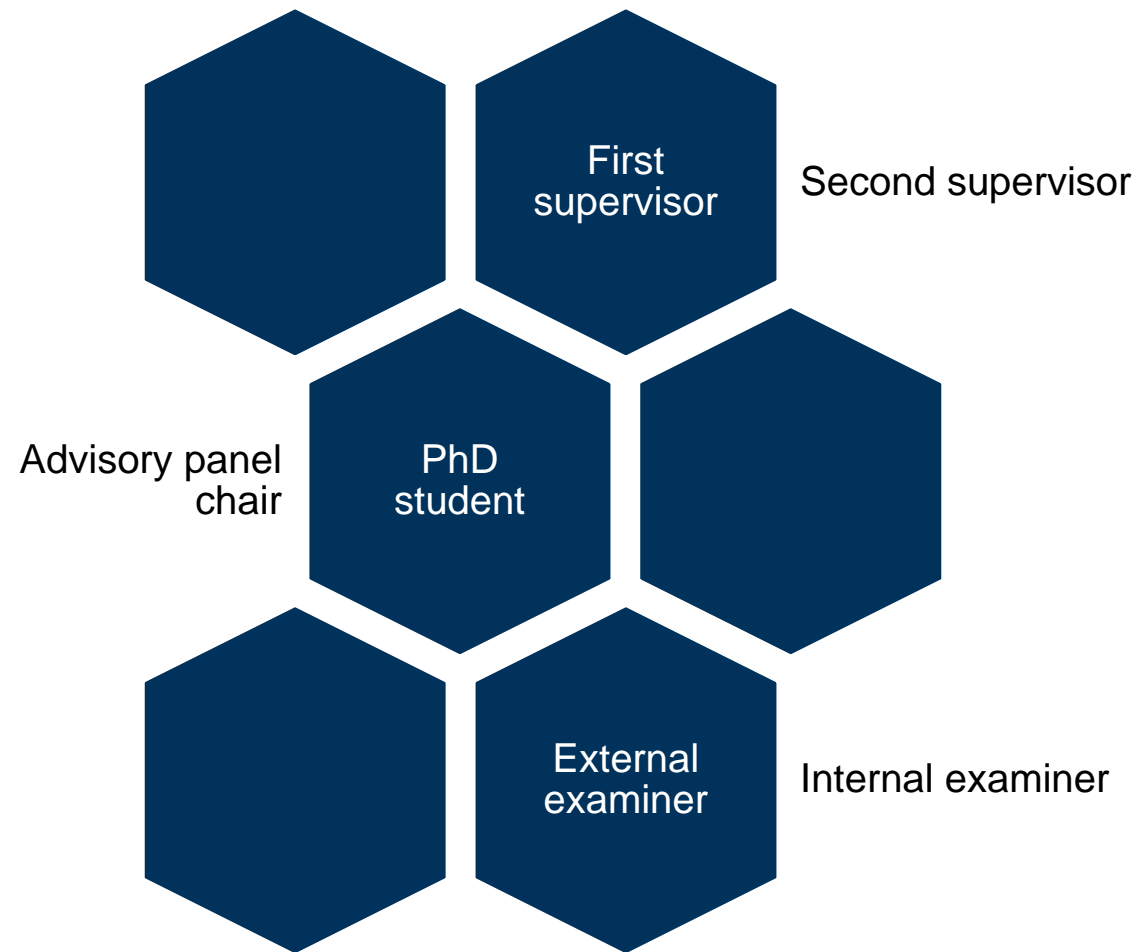 First
supervisor
Second supervisor
Advisory panel
chair
PhD
student
External
examiner
Internal examiner